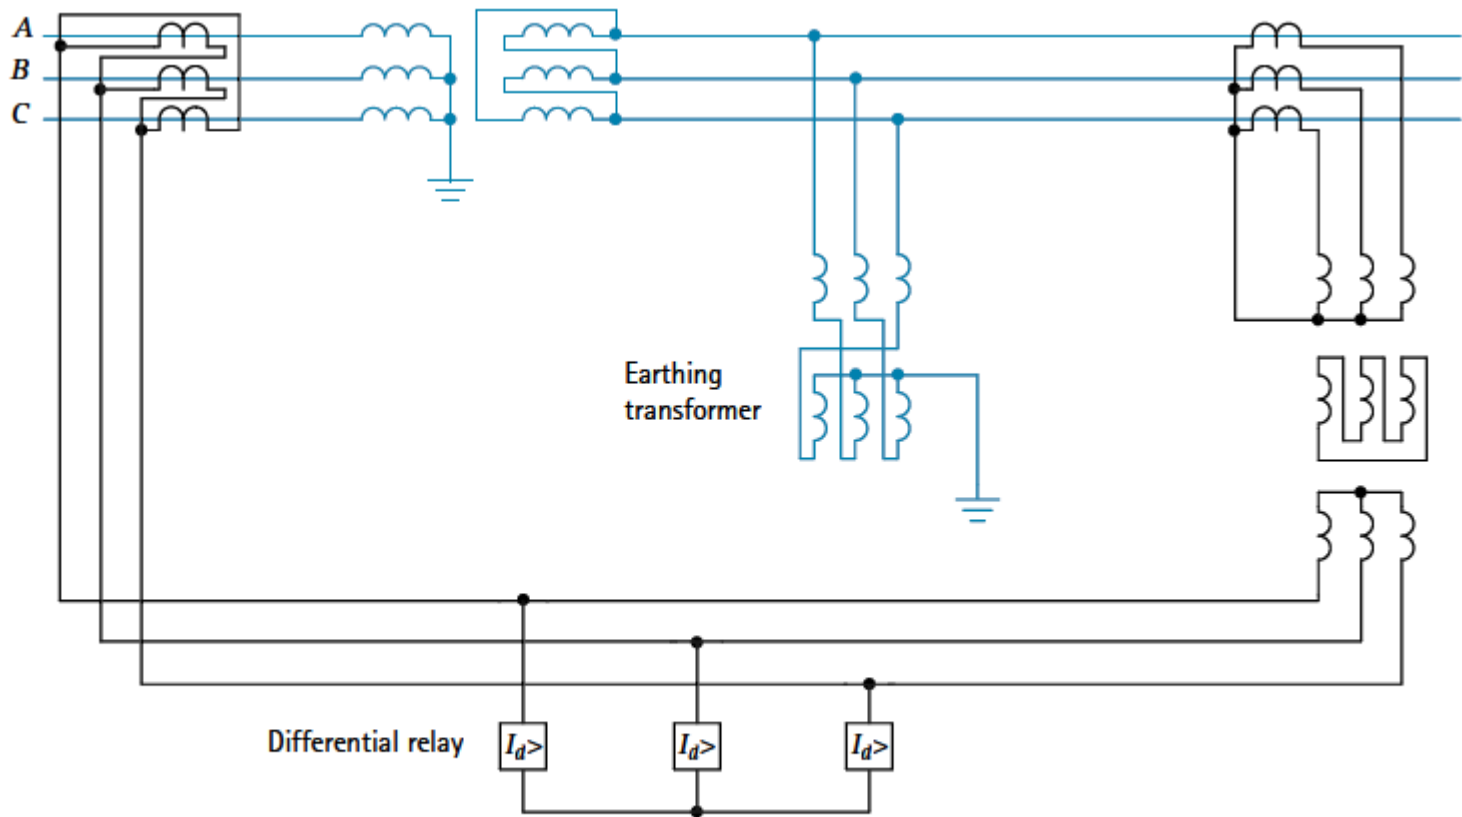 A
B
C
Earthing
transformer
Differential relay
Id>
Id>
Id>